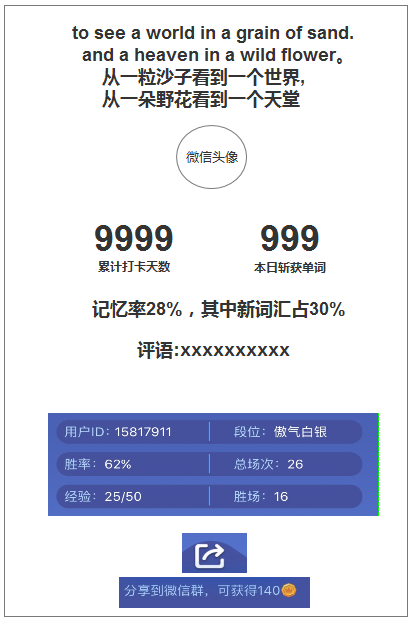 to see a world in a grain of sand.
and a heaven in a wild flower。
从一粒沙子看到一个世界,
从一朵野花看到一个天堂
微信头像
9999 999
累计打卡天数 本日斩获单词
记忆率28%，其中新词汇占30%
评语:xxxxxxxxxx
用户ID: 15817911 段位：傲气白银
胜率：62% 总场次：26
经验：25/50 胜场：16
分享到微信群，可获得140